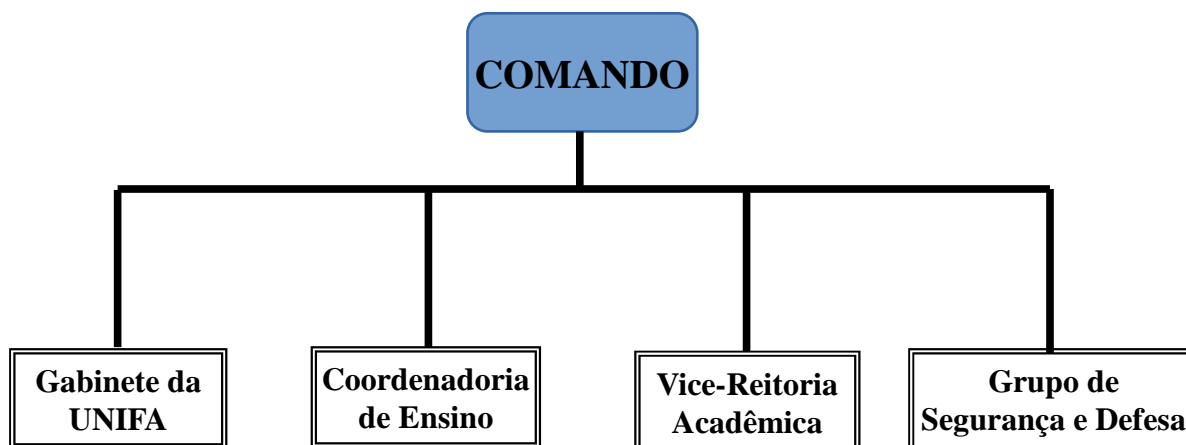 COMANDO
Gabinete da
UNIFA
Coordenadoria
de Ensino
Vice-Reitoria
Acadêmica
Grupo de
Segurança e Defesa